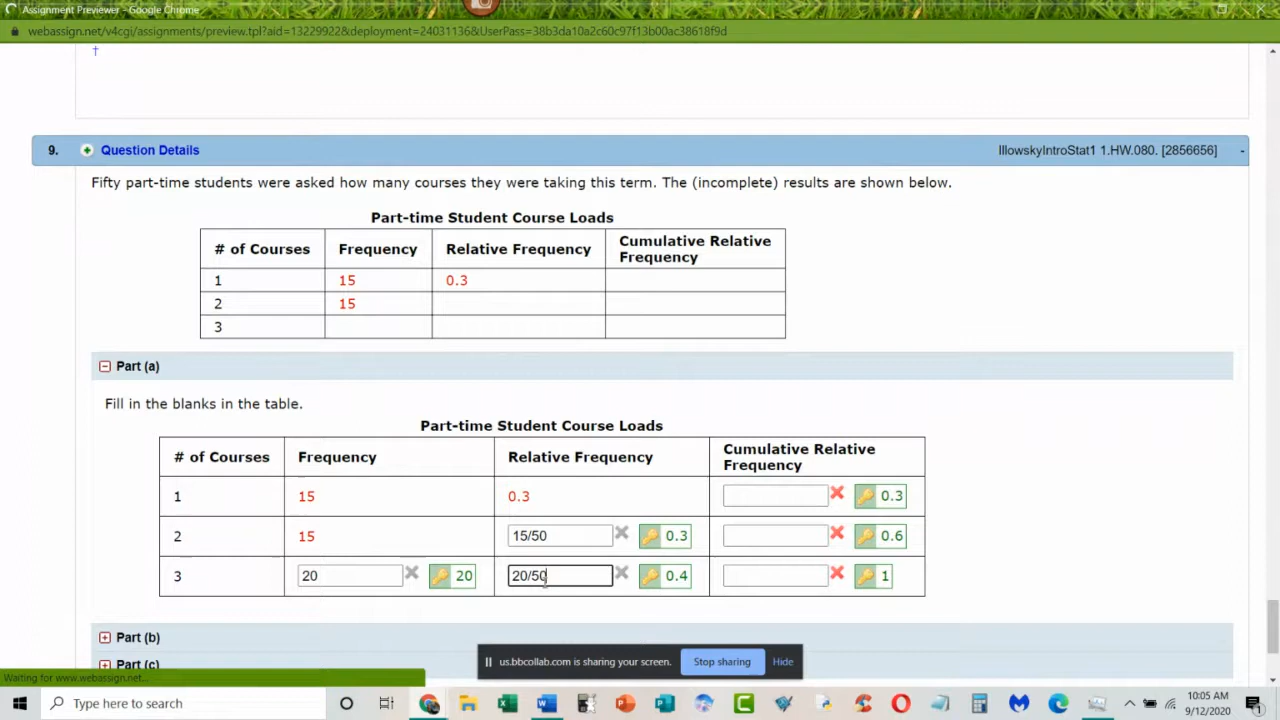 Assignment Previewer - Google Chrome
webassign.net/v4cgi/assignments/preview.tpl?aid=13229922&deployment=24031136&UserPass=38b3da10a2c60c97f13b00ac38618f9d
†
9. Question Details IllowskyIntroStat1 1.HW.080. [2856656] -
Fifty part-time students were asked how many courses they were taking this term. The (incomplete) results are shown below.
Part-time Student Course Loads
# of Courses Frequency Relative Frequency Cumulative Relative Frequency
1 15 0.3
2 15
3
Part (a)
Fill in the blanks in the table.
Part-time Student Course Loads
# of Courses Frequency Relative Frequency Cumulative Relative Frequency
1 15 0.3 0.3
2 15 15/50 0.3 0.6
3 20 20 20/50 0.4 1
Part (b)
Part (c)
us.bbcollab.com is sharing your screen. Stop sharing Hide
Waiting for www.webassign.net...
Type here to search
10:05 AM
9/12/2020